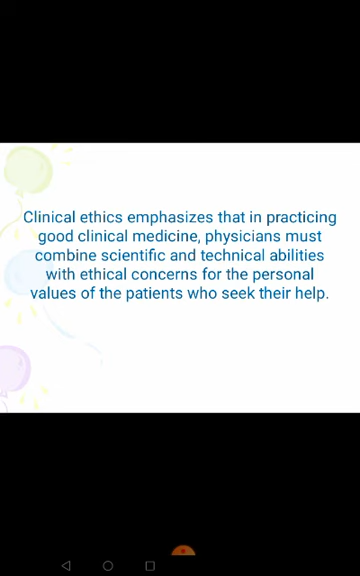 Clinical ethics emphasizes that in practicing
good clinical medicine, physicians must
combine scientific and technical abilities
with ethical concerns for the personal
values of the patients who seek their help.